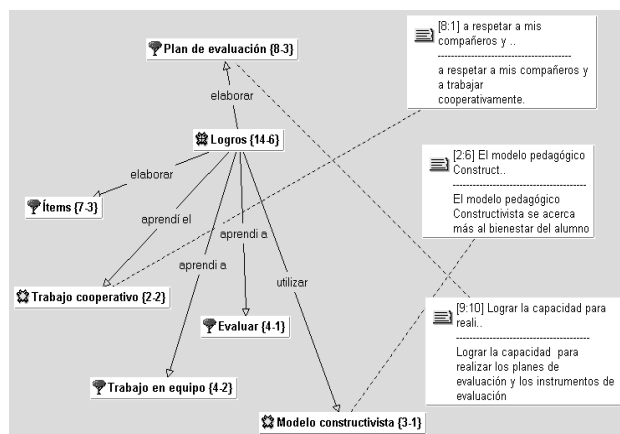 Plan de evaluación {8-3}
elaborar
Logros {14-6}
elaborar
Ítems {7-3}
aprendí el
aprendi a
aprendi a
utilizar
Trabajo cooperativo {2-2}
Evaluar {4-1}
Trabajo en equipo {4-2}
Modelo constructivista {3-1}
[8:1] a respetar a mis
compañeros y ..
a respetar a mis compañeros y
a trabajar
cooperativamente.
[2:6] El modelo pedagógico
Construct..
El modelo pedagógico
Constructivista se acerca
más al bienestar del alumno
[9:10] Lograr la capacidad para
reali..
Lograr la capacidad para
realizar los planes de
evaluación y los instrumentos de
evaluación